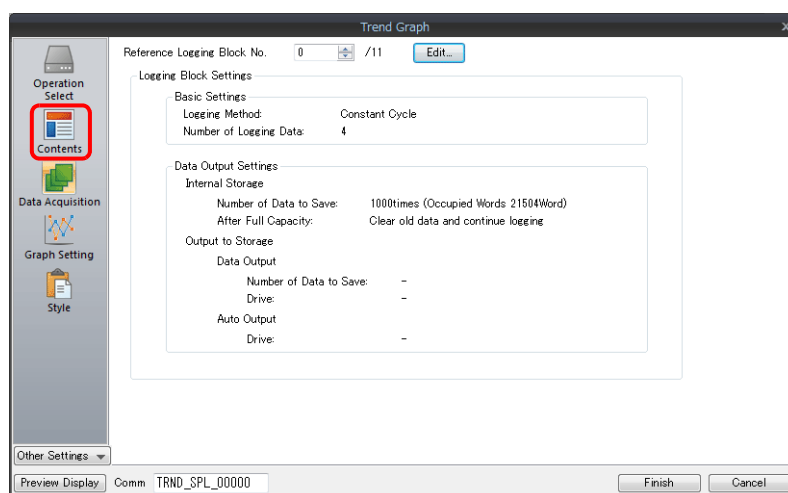 Trend Graph
Reference Logging Block No. 0 /11 Edit...
Logging Block Settings
Basic Settings
Logging Method: Constant Cycle
Number of Logging Data: 4
Data Output Settings
Internal Storage
Number of Data to Save: 1000times (Occupied Words 21504Word)
After Full Capacity: Clear old data and continue logging
Output to Storage
Data Output
Number of Data to Save: -
Drive: -
Auto Output
Drive: -
Operation
Select
Contents
Data Acquisition
Graph Setting
Style
Other Settings
Preview Display Comm TRND_SPL_00000 Finish Cancel